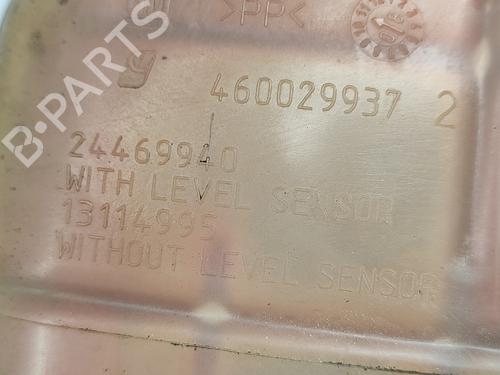 >PP<
460029937 2
24469940
WITH LEVEL SENSOR
13114995
WITHOUT LEVEL SENSOR
B-PARTS